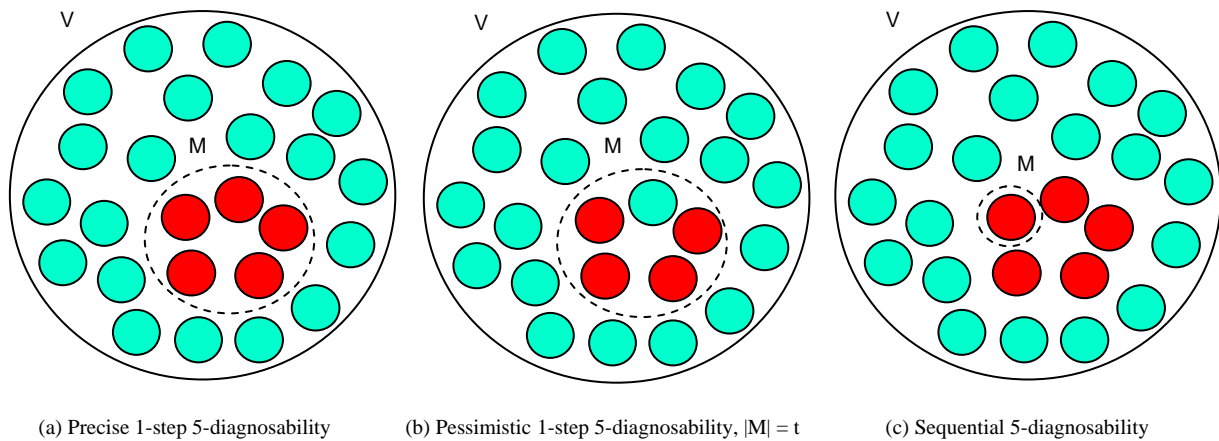 V
V
V
M
M
M
(a) Precise 1-step 5-diagnosability
(b) Pessimistic 1-step 5-diagnosability, |M| = t
(c) Sequential 5-diagnosability